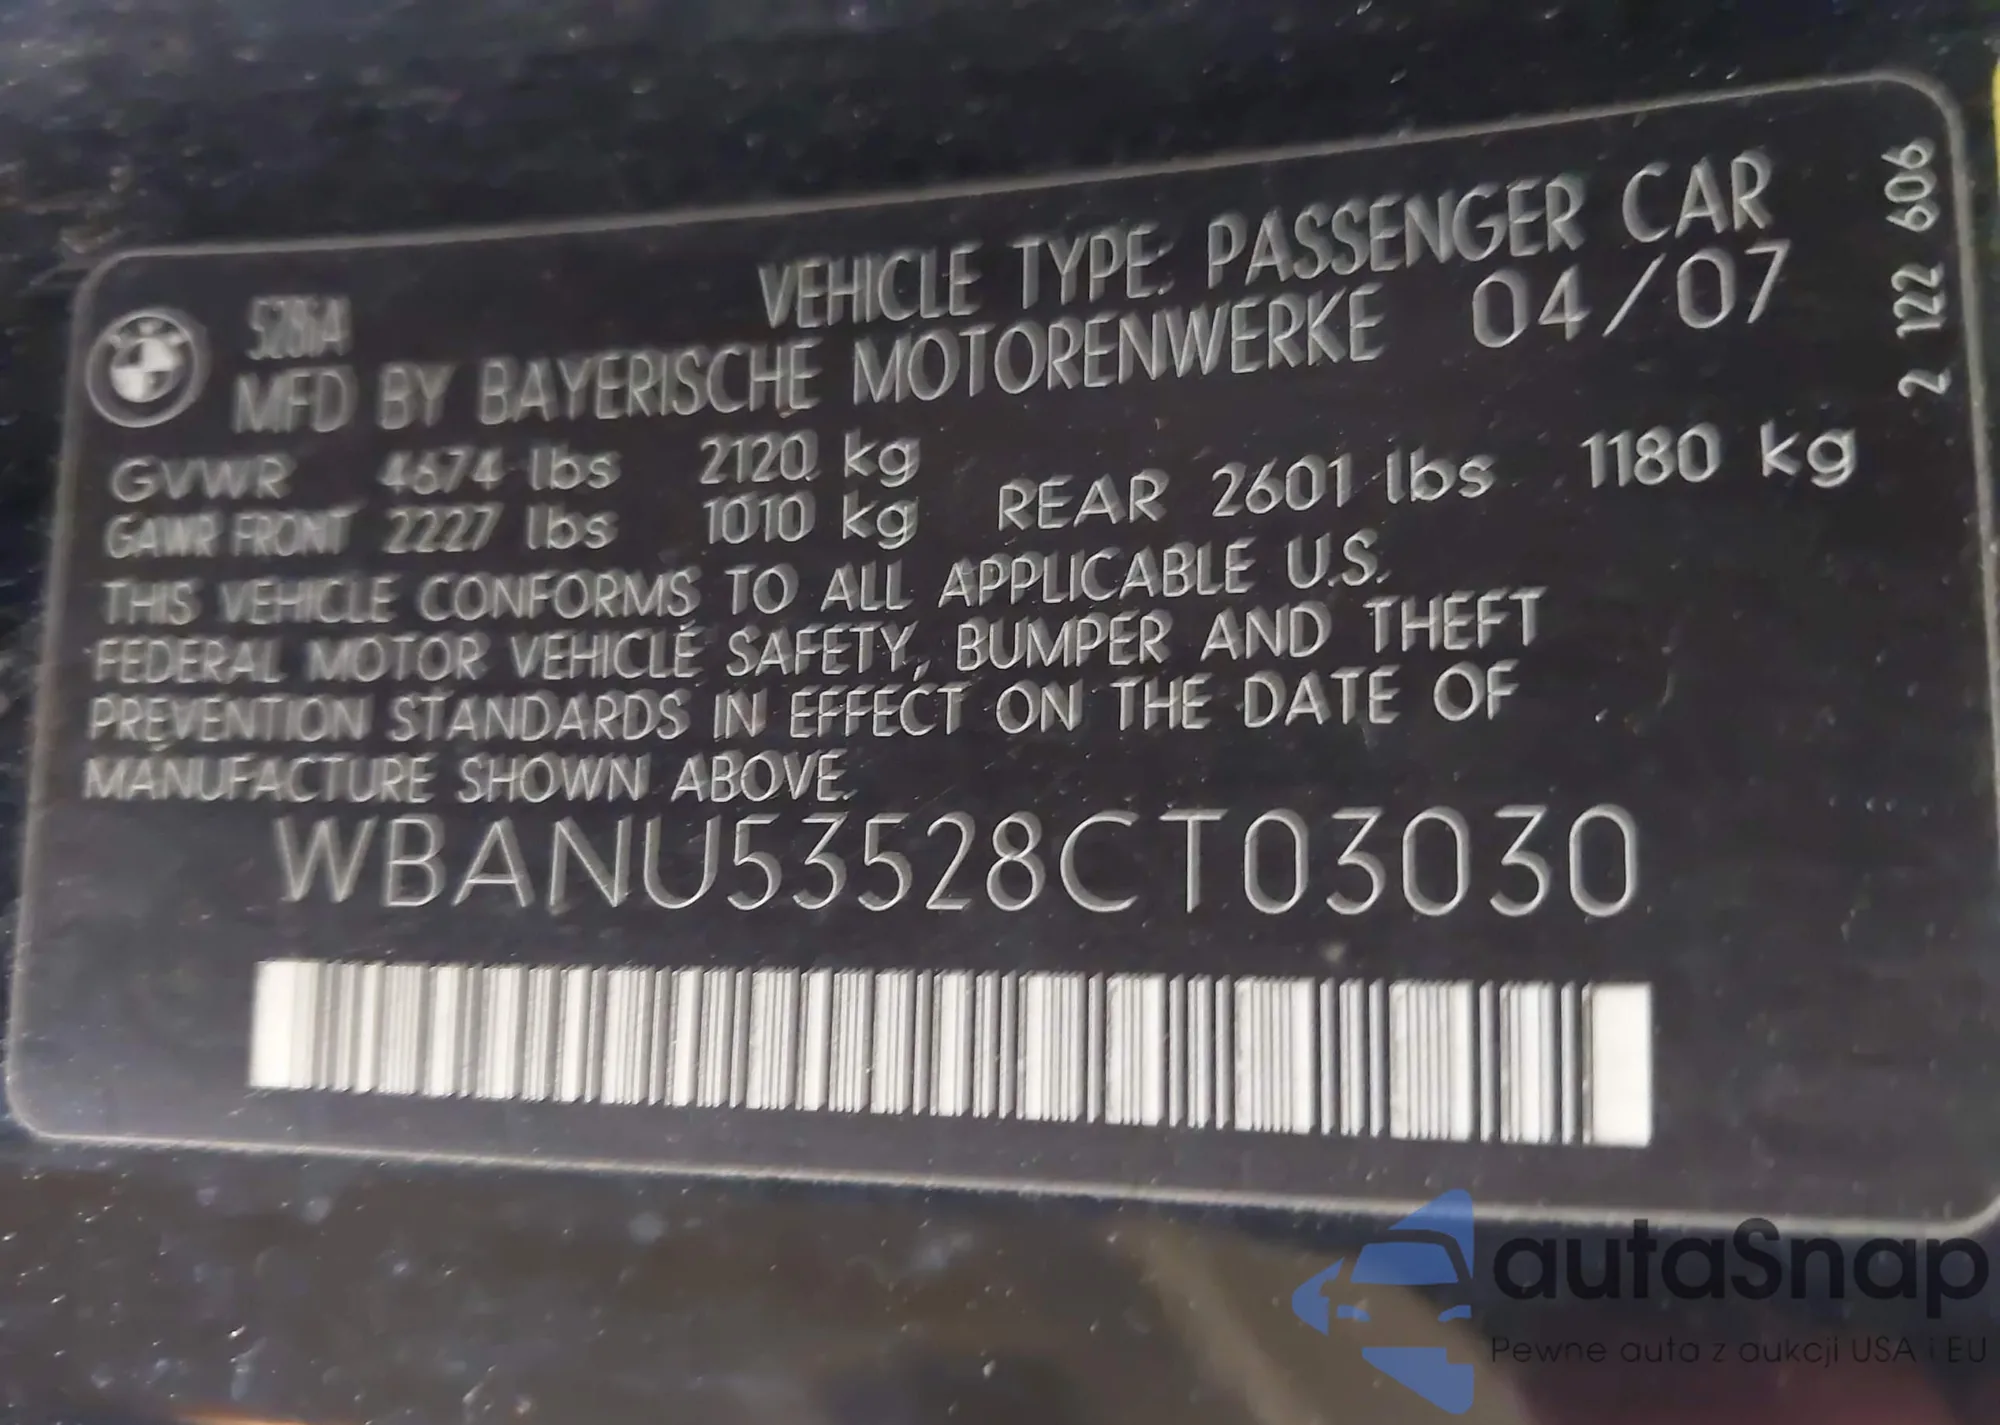 528iA
VEHICLE TYPE: PASSENGER CAR
MFD BY BAYERISCHE MOTORENWERKE 04/07
GVWR 4674 lbs 2120 kg
GAWR FRONT 2227 lbs 1010 kg REAR 2601 lbs 1180 kg
THIS VEHICLE CONFORMS TO ALL APPLICABLE U.S.
FEDERAL MOTOR VEHICLE SAFETY, BUMPER AND THEFT
PREVENTION STANDARDS IN EFFECT ON THE DATE OF
MANUFACTURE SHOWN ABOVE.
WBANU53528CT03030
2 122 606
autaSnap
Pewne auta z aukcji USA i EU